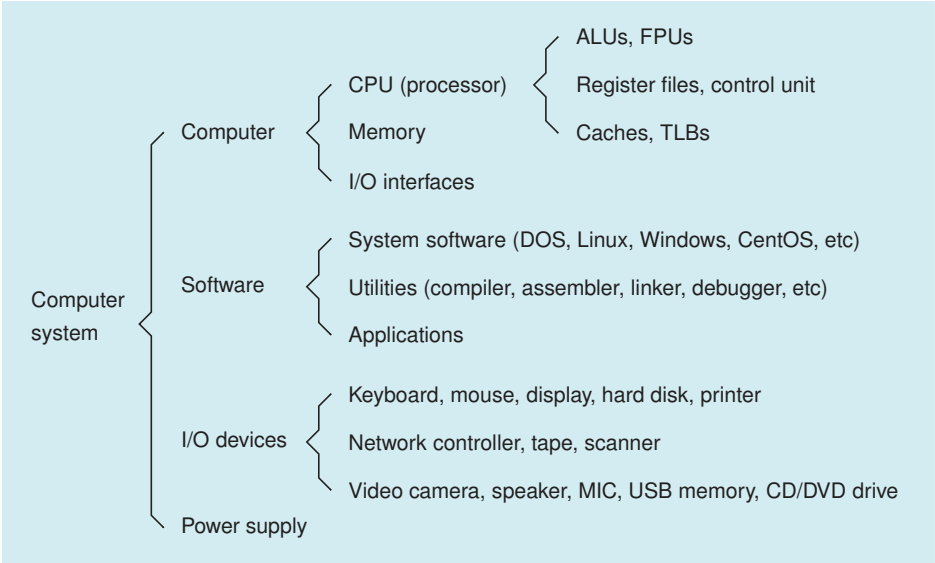 Computer
system
Computer
CPU (processor)
ALUs, FPUs
Register files, control unit
Caches, TLBs
Memory
I/O interfaces
Software
System software (DOS, Linux, Windows, CentOS, etc)
Utilities (compiler, assembler, linker, debugger, etc)
Applications
I/O devices
Keyboard, mouse, display, hard disk, printer
Network controller, tape, scanner
Video camera, speaker, MIC, USB memory, CD/DVD drive
Power supply